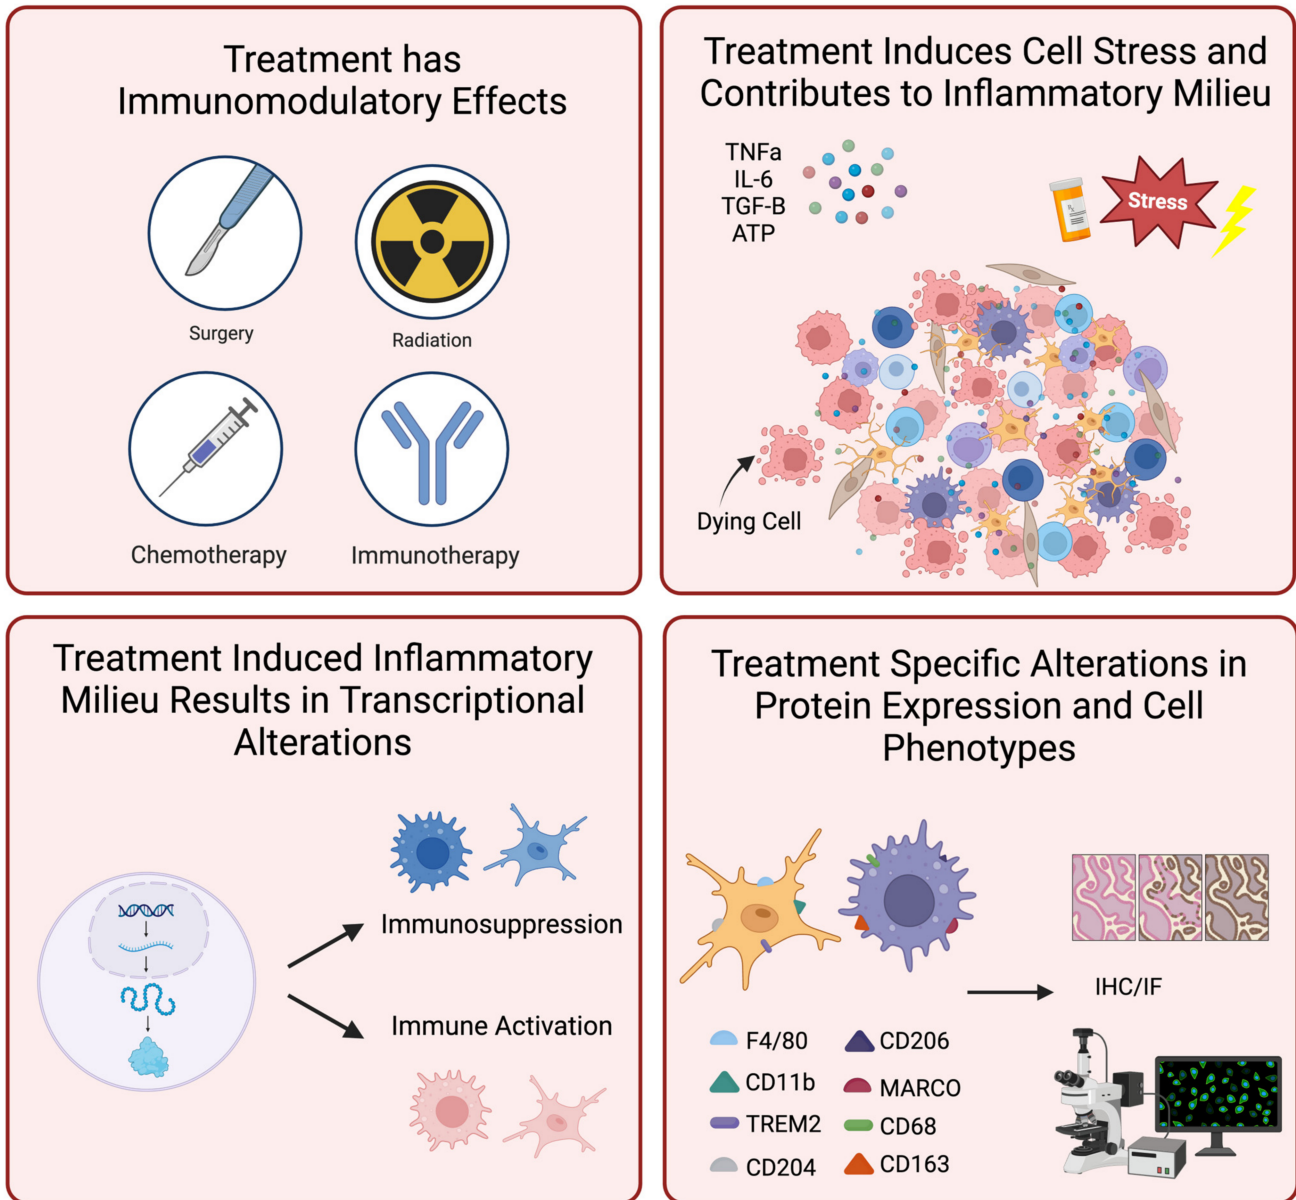 Treatment has
Immunomodulatory Effects
Surgery
Radiation
Chemotherapy
Immunotherapy
Treatment Induces Cell Stress and
Contributes to Inflammatory Milieu
TNFa
IL-6
TGF-B
ATP
Stress
Dying Cell
Treatment Induced Inflammatory
Milieu Results in Transcriptional
Alterations
Immunosuppression
Immune Activation
Treatment Specific Alterations in
Protein Expression and Cell
Phenotypes
IHC/IF
F4/80
CD11b
TREM2
CD204
CD206
MARCO
CD68
CD163